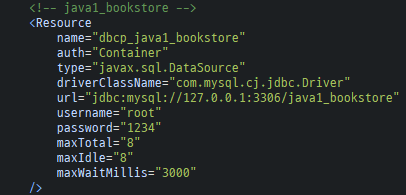 <!-- java1_bookstore -->
<Resource
name="dbcp_java1_bookstore"
auth="Container"
type="javax.sql.DataSource"
driverClassName="com.mysql.cj.jdbc.Driver"
url="jdbc:mysql://127.0.0.1:3306/java1_bookstore"
username="root"
password="1234"
maxTotal="8"
maxIdle="8"
maxWaitMillis="3000"
/>